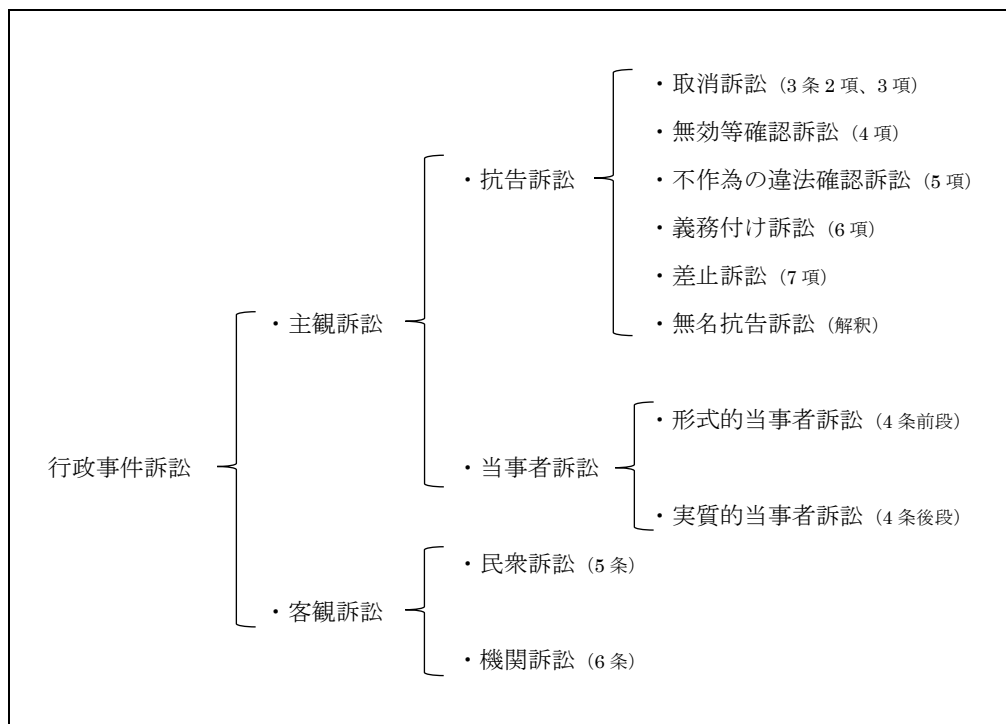 ・取消訴訟（3 条 2 項、3 項）
・無効等確認訴訟（4 項）
・抗告訴訟
・不作為の違法確認訴訟（5 項）
・義務付け訴訟（6 項）
・差止訴訟（7 項）
・主観訴訟
・無名抗告訴訟（解釈）
・形式的当事者訴訟（4 条前段）
行政事件訴訟
・当事者訴訟
・実質的当事者訴訟（4 条後段）
・民衆訴訟（5 条）
・客観訴訟
・機関訴訟（6 条）